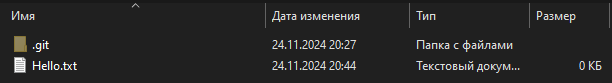 Имя Дата изменения Тип Размер
.git 24.11.2024 20:27 Папка с файлами
Hello.txt 24.11.2024 20:44 Текстовый докум... 0 КБ